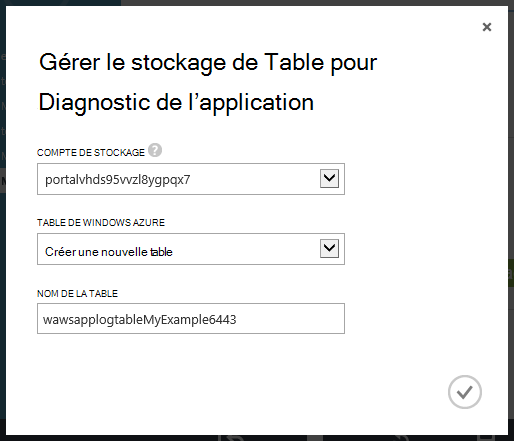 Gérer le stockage de Table pour
Diagnostic de l'application
COMPTE DE STOCKAGE ?
portalvhds95vvzl8ygpqx7
TABLE DE WINDOWS AZURE
Créer une nouvelle table
NOM DE LA TABLE
wawsapplogtableMyExample6443